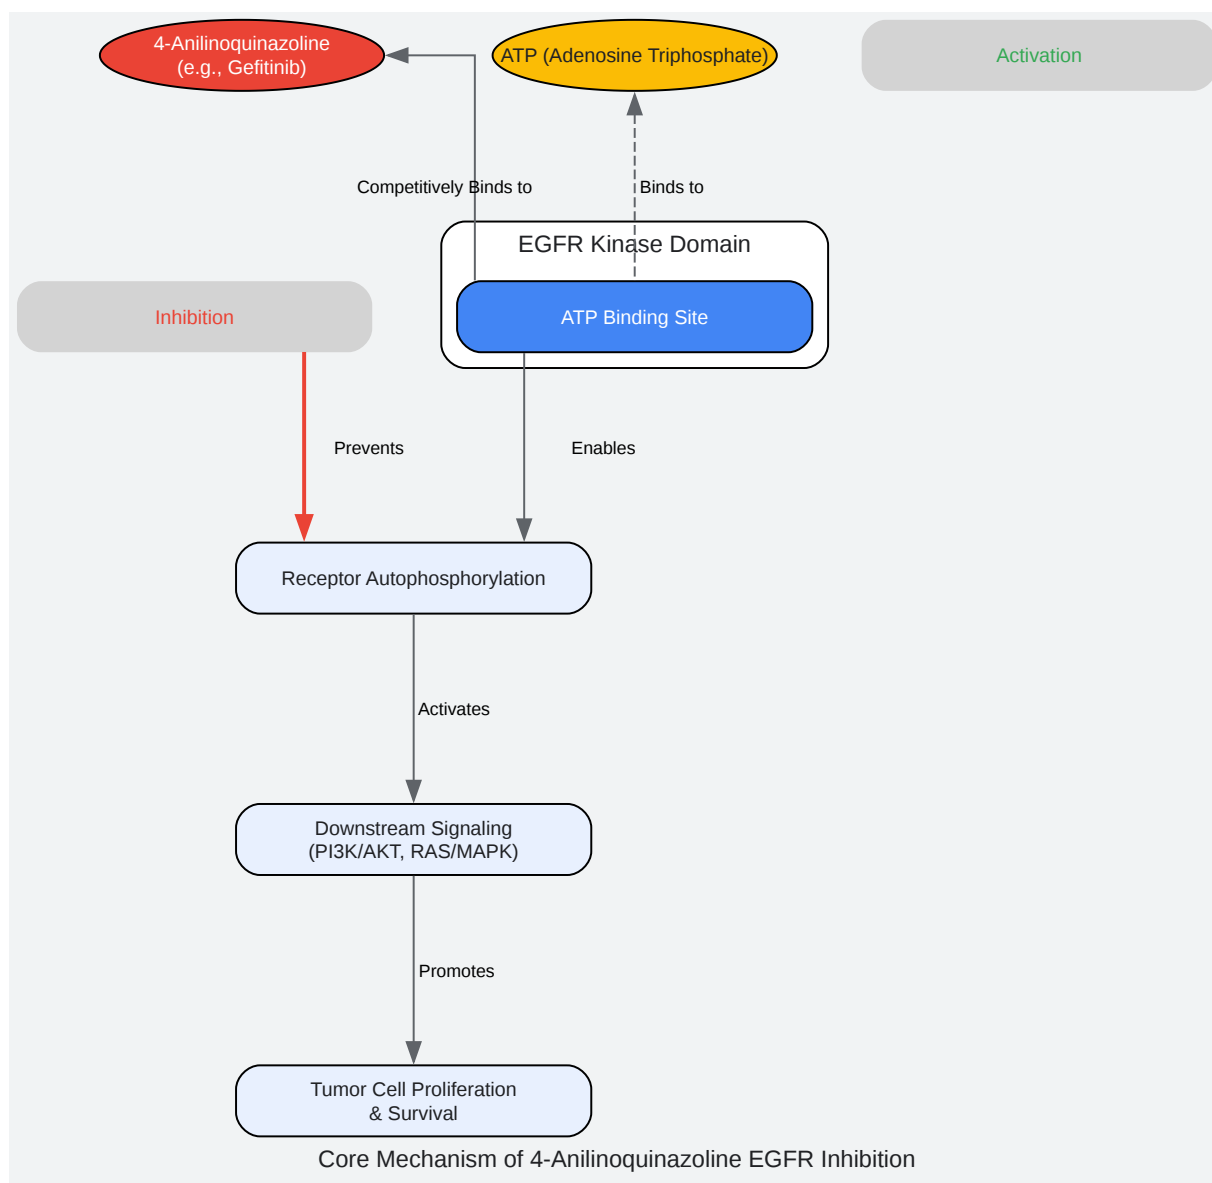 4-Anilinoquinazoline
(e.g., Gefitinib)
ATP (Adenosine Triphosphate)
Activation
Competitively Binds to
Binds to
EGFR Kinase Domain
Inhibition
ATP Binding Site
Prevents
Enables
Receptor Autophosphorylation
Activates
Downstream Signaling
(PI3K/AKT, RAS/MAPK)
Promotes
Tumor Cell Proliferation
& Survival
Core Mechanism of 4-Anilinoquinazoline EGFR Inhibition